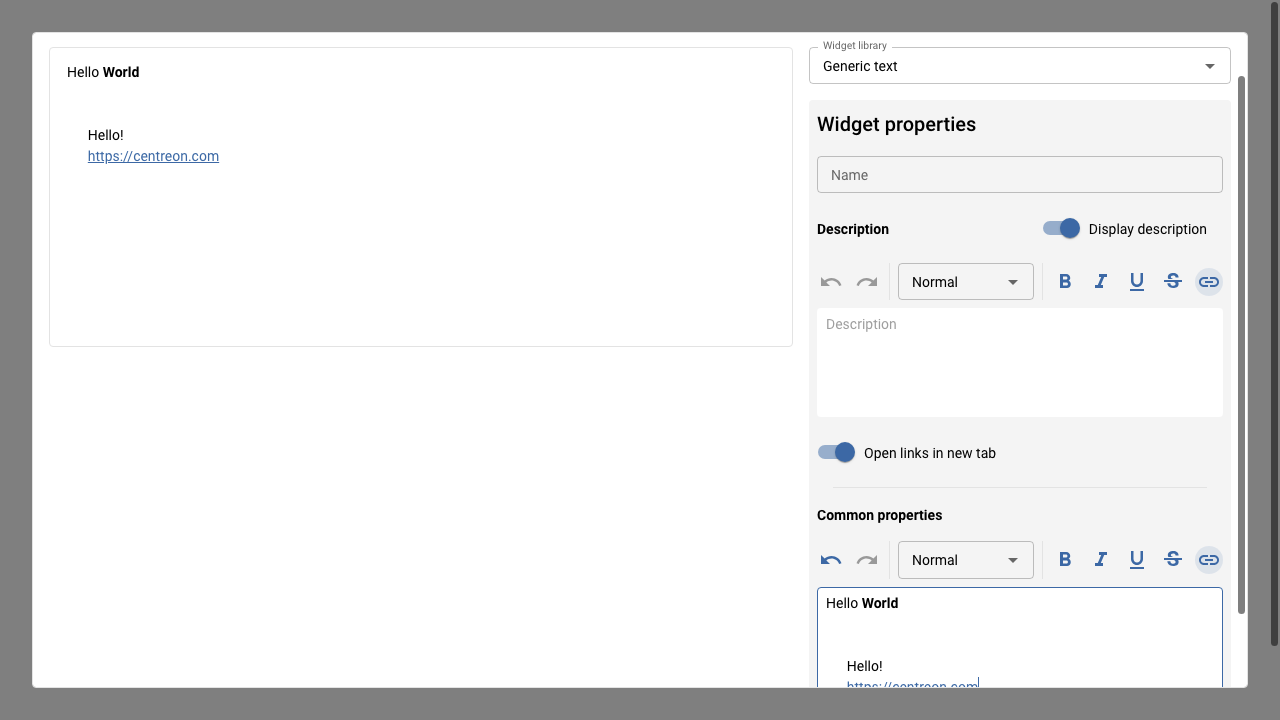 Hello World
Hello!
https://centreon.com
Widget library
Generic text
Widget properties
Name
Description
Display description
Normal
B I U S
Description
Open links in new tab
Common properties
Normal
B I U S
Hello World
Hello!
https://centreon.com